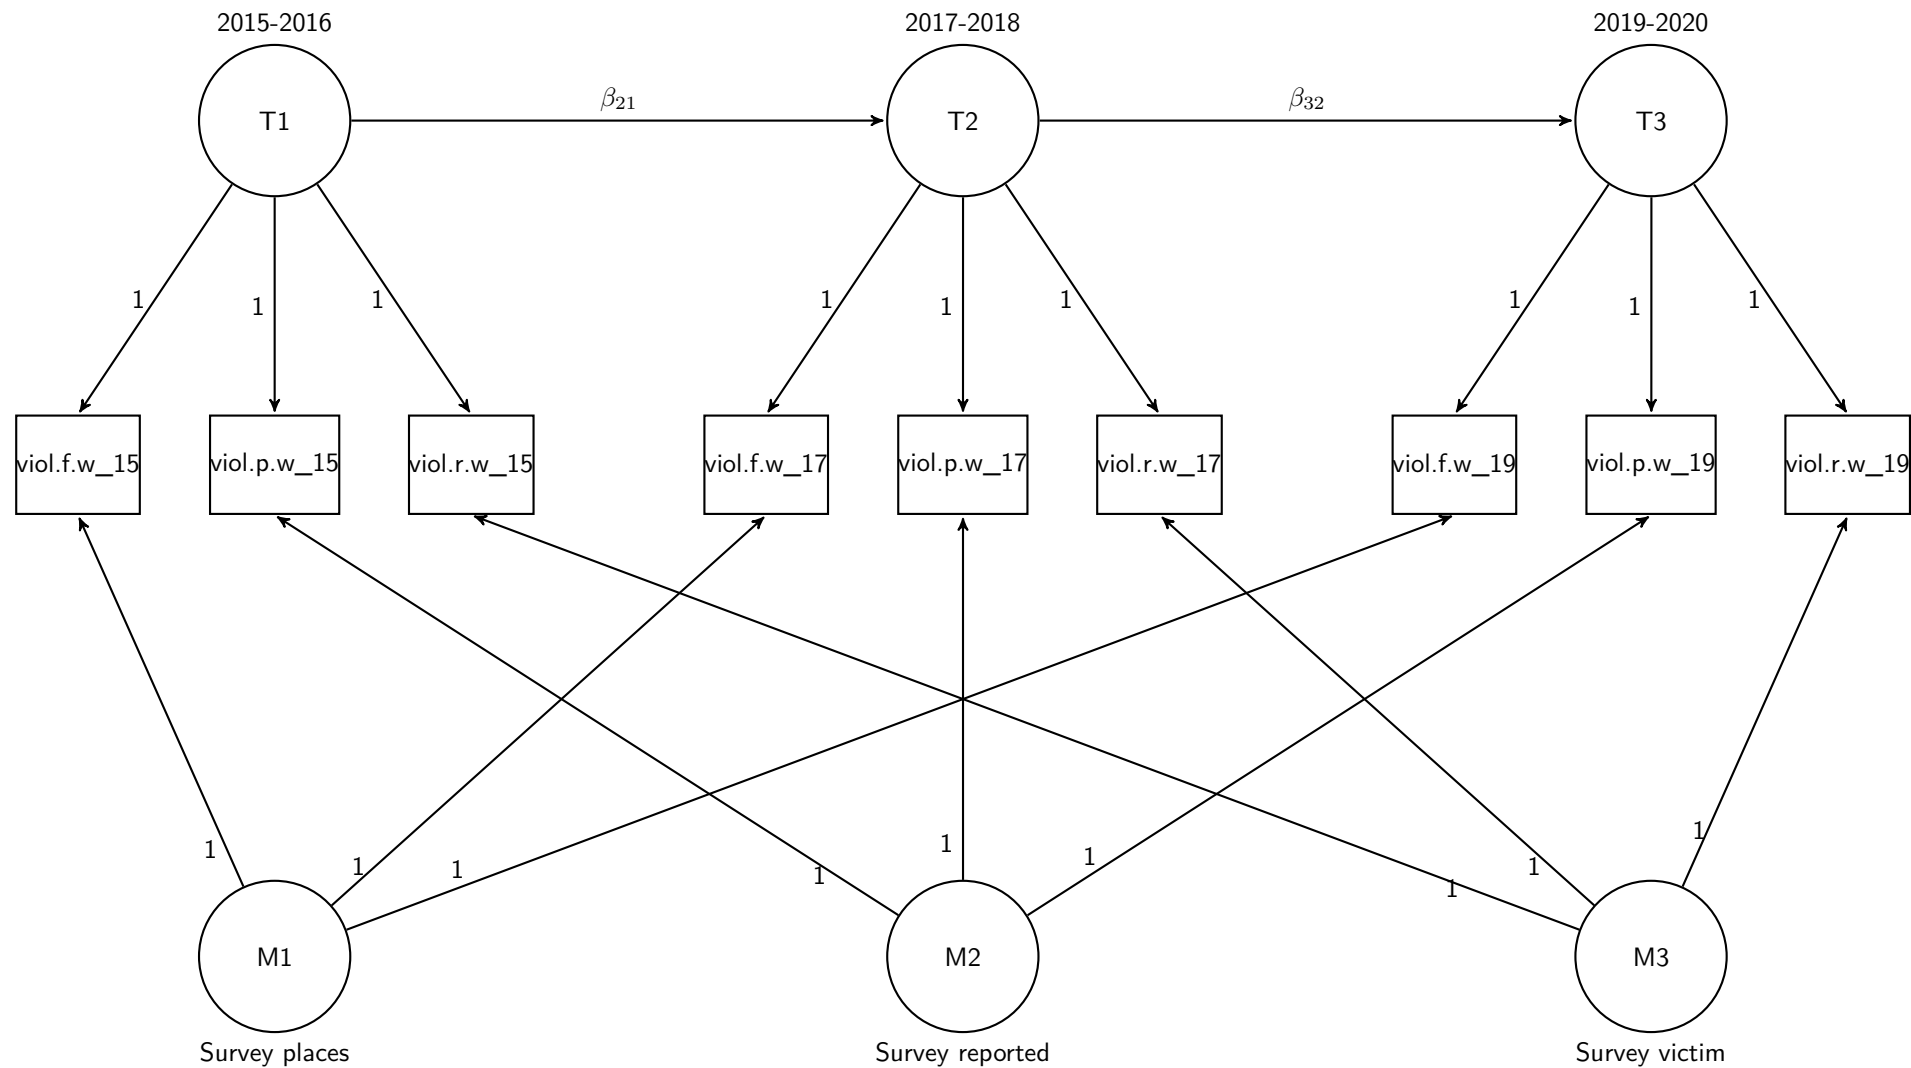 2015-2016 2017-2018 2019-2020
β21 β32
T1 T2 T3
1 1 1 1 1 1 1 1 1
viol.f.w_15 viol.p.w_15 viol.r.w_15 viol.f.w_17 viol.p.w_17 viol.r.w_17 viol.f.w_19 viol.p.w_19 viol.r.w_19
1 1 1 1 1 1 1 1 1
M1 M2 M3
Survey places Survey reported Survey victim